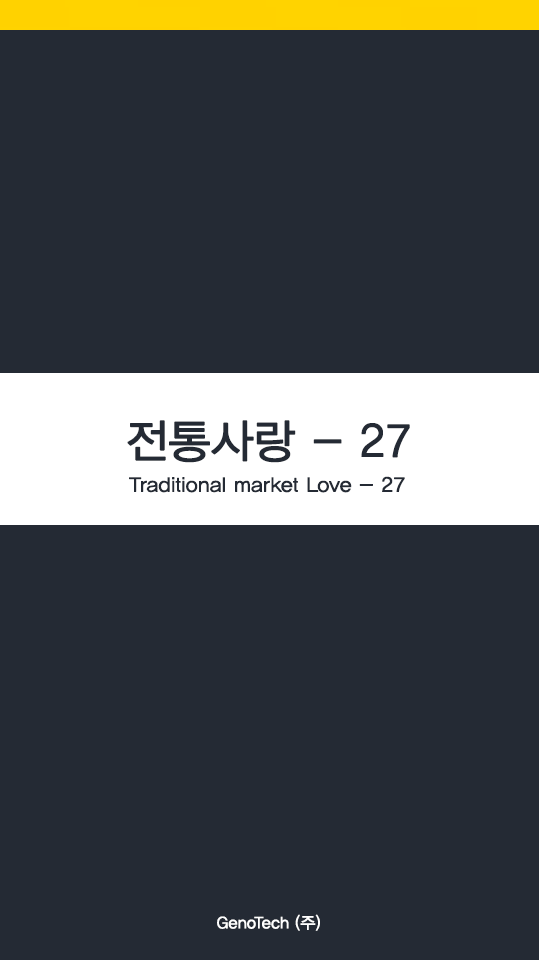 전통사랑 - 27
Traditional market Love - 27
GenoTech (주)